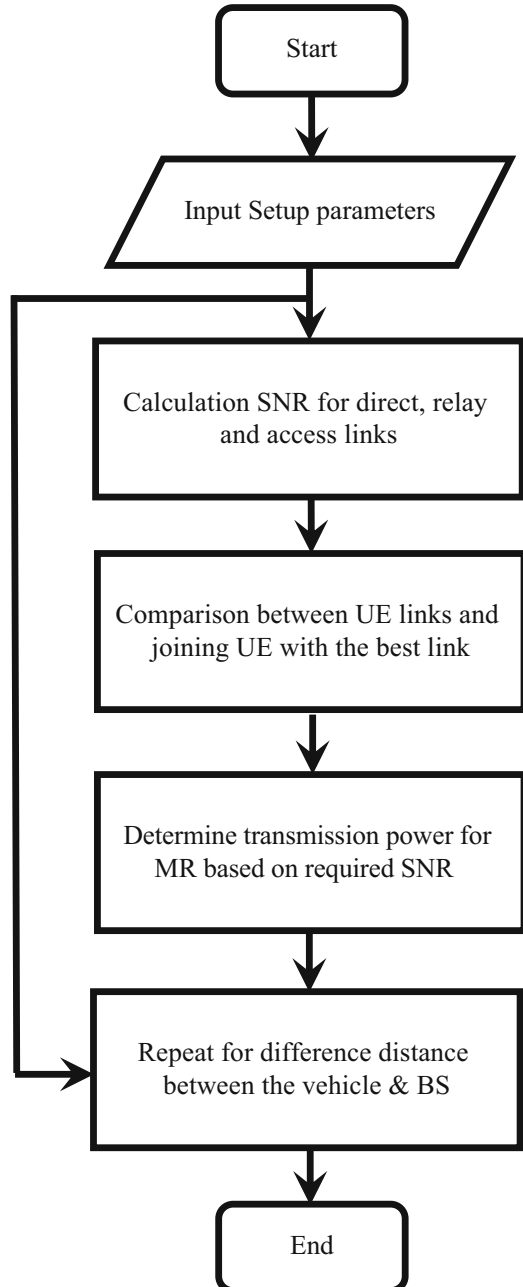 Start
Input Setup parameters
Calculation SNR for direct, relay
and access links
Comparison between UE links and
joining UE with the best link
Determine transmission power for
MR based on required SNR
Repeat for difference distance
between the vehicle & BS
End